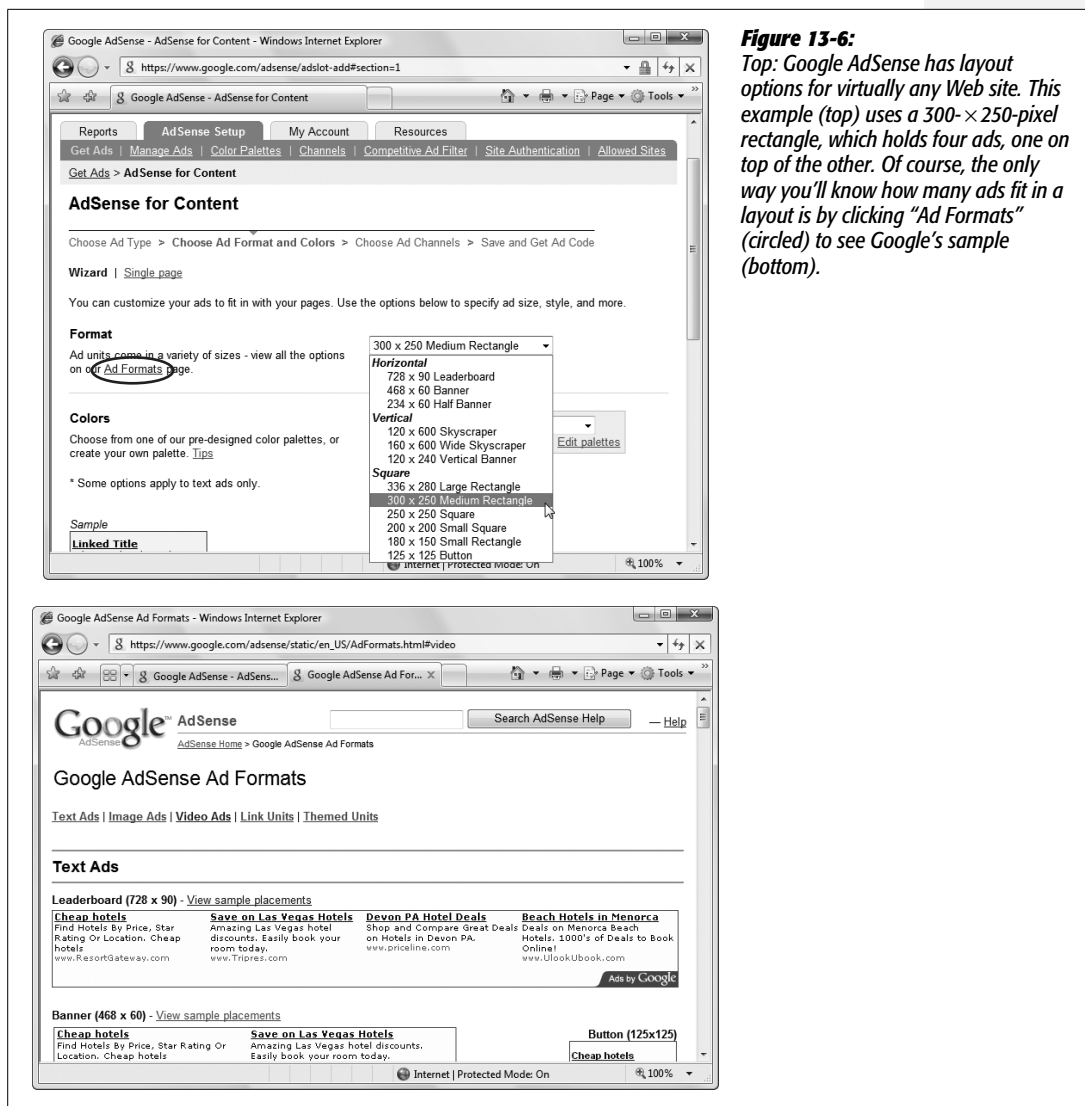 Google AdSense - AdSense for Content - Windows Internet Explorer
https://www.google.com/adsense/adslot-add#section=1
Google AdSense - AdSense for Content
Page
Tools
Reports
AdSense Setup
My Account
Resources
Get Ads | Manage Ads | Color Palettes | Channels | Competitive Ad Filter | Site Authentication | Allowed Sites
Get Ads > AdSense for Content
AdSense for Content
Choose Ad Type > Choose Ad Format and Colors > Choose Ad Channels > Save and Get Ad Code
Wizard | Single page
You can customize your ads to fit in with your pages. Use the options below to specify ad size, style, and more.
Format
Ad units come in a variety of sizes - view all the options
on our Ad Formats page.
300 x 250 Medium Rectangle
Horizontal
728 x 90 Leaderboard
468 x 60 Banner
234 x 60 Half Banner
Vertical
120 x 600 Skyscraper
160 x 600 Wide Skyscraper
120 x 240 Vertical Banner
Square
336 x 280 Large Rectangle
300 x 250 Medium Rectangle
250 x 250 Square
200 x 200 Small Square
180 x 150 Small Rectangle
125 x 125 Button
Colors
Choose from one of our pre-designed color palettes, or
create your own palette. Tips
Edit palettes
* Some options apply to text ads only.
Sample
Linked Title
Internet | Protected Mode: On
100%
Figure 13-6:
Top: Google AdSense has layout
options for virtually any Web site. This
example (top) uses a 300-×250-pixel
rectangle, which holds four ads, one on
top of the other. Of course, the only
way you'll know how many ads fit in a
layout is by clicking “Ad Formats”
(circled) to see Google's sample
(bottom).
Google AdSense Ad Formats - Windows Internet Explorer
https://www.google.com/adsense/static/en_US/AdFormats.html#video
Google AdSense - AdSens...
Google AdSense Ad For...
Page
Tools
Google™ AdSense
AdSense
Search AdSense Help
— Help
AdSense Home > Google AdSense Ad Formats
Google AdSense Ad Formats
Text Ads | Image Ads | Video Ads | Link Units | Themed Units
Text Ads
Leaderboard (728 x 90) - View sample placements
Cheap hotels
Find Hotels By Price, Star
Rating Or Location. Cheap
hotels
www.ResortGateway.com
Save on Las Vegas Hotels
Amazing Las Vegas hotel
discounts. Easily book your
room today.
www.Tripres.com
Devon PA Hotel Deals
Shop and Compare Great Deals
on Hotels in Devon PA.
www.priceline.com
Beach Hotels in Menorca
Deals on Menorca Beach
Hotels. 1000's of Deals to Book
Online!
www.UlookUbook.com
Ads by Google
Banner (468 x 60) - View sample placements
Cheap hotels
Find Hotels By Price, Star Rating Or
Location. Cheap hotels
Save on Las Vegas Hotels
Amazing Las Vegas hotel discounts.
Easily book your room today.
Button (125x125)
Cheap hotels
Internet | Protected Mode: On
100%